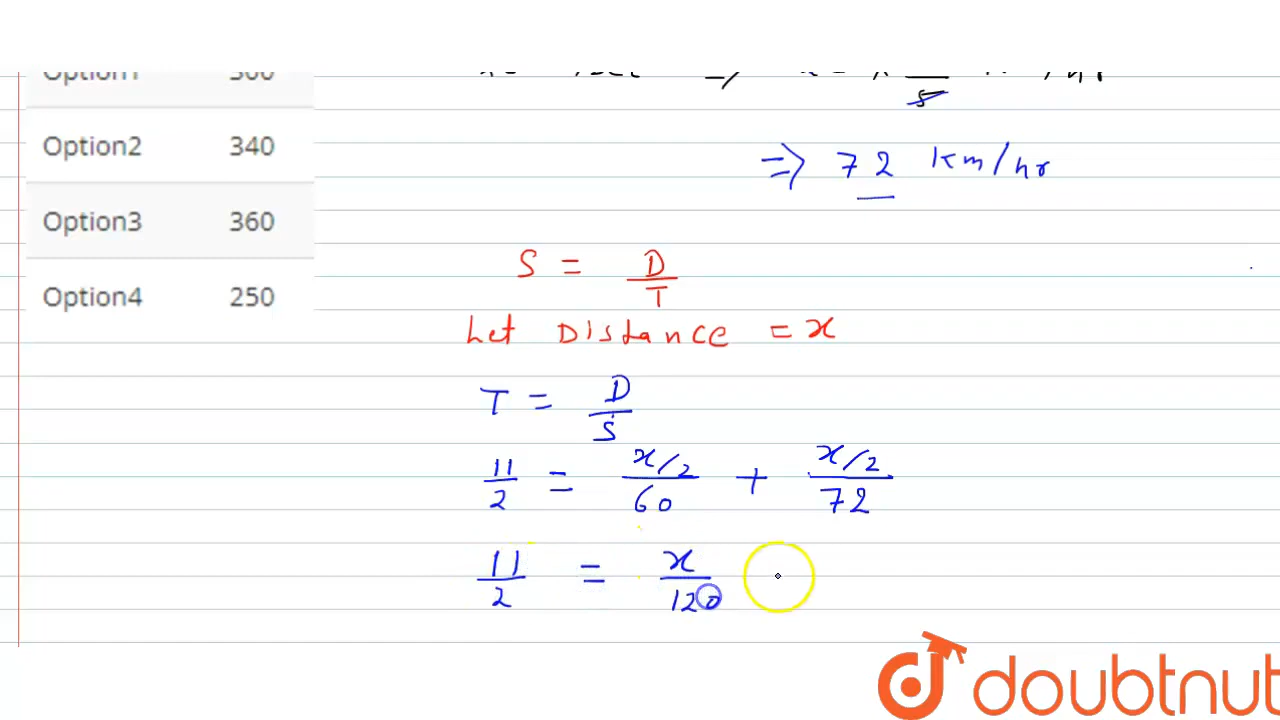 Option2 340
Option3 360
Option4 250
5
=> 72 km/hr
S = D/T
Let Distance = x
T = D/S
11/2 = x/2/60 + x/2/72
11/2 = x/120
doubtnut